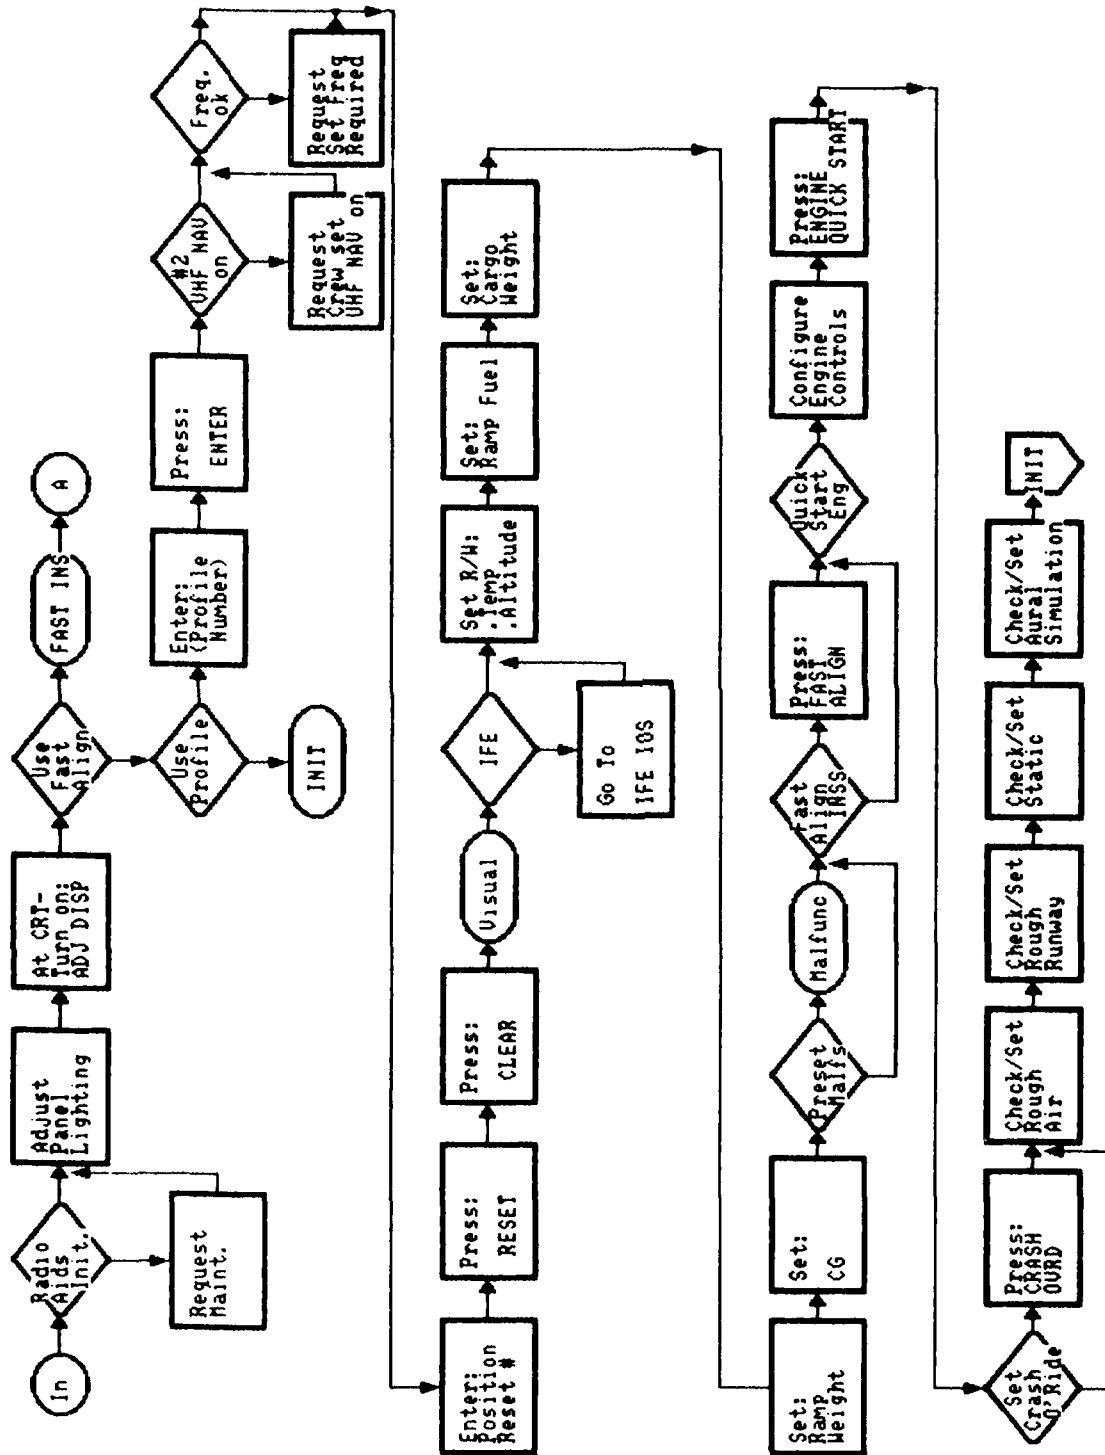 In
Radio
Aids
Init.
Request
Maint.
Adjust
Panel
Lighting
At CRT-
Turn on:
ADJ DISP
Use
Fast
Align
FAST INS
A
Use
Profile
INIT
Enter:
(Profile
Number)
Press:
ENTER
#2
VHF NAV
on
Request
Crew set
VHF NAV on
Freq.
ok
Request
Set Freq
Required
Enter:
Position
Reset #
Press:
RESET
Press:
CLEAR
Visual
IFE
Go To
IFE IOS
Set R/W:
.Temp
.Altitude
Set:
Ramp Fuel
Set:
Cargo
Weight
Set:
Ramp
Weight
Set:
CG
Preset
Malfs
Malfunc
Fast
Align
INSS
Press:
FAST
ALIGN
Quick
Start
Eng
Configure
Engine
Controls
Press:
ENGINE
QUICK START
Set
Crash
O'Ride
Press:
CRASH
OVRD
Check/Set
Rough
Air
Check/Set
Rough
Runway
Check/Set
Static
Check/Set
Aural
Simulation
INIT